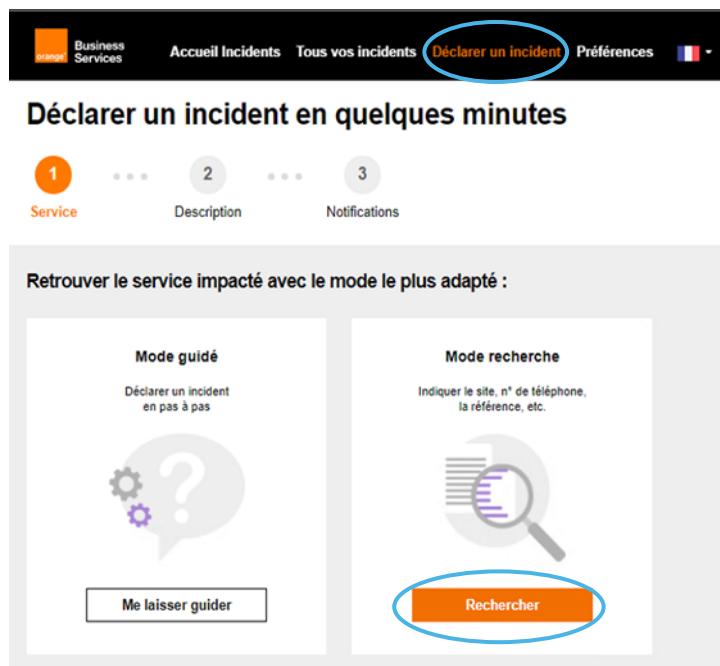 orange
Business
Services
Accueil Incidents Tous vos incidents Déclarer un incident Préférences
Déclarer un incident en quelques minutes
1 2 3
Service Description Notifications
Retrouver le service impacté avec le mode le plus adapté :
Mode guidé
Déclarer un incident
en pas à pas
Me laisser guider
Mode recherche
Indiquer le site, n° de téléphone,
la référence, etc.
Rechercher